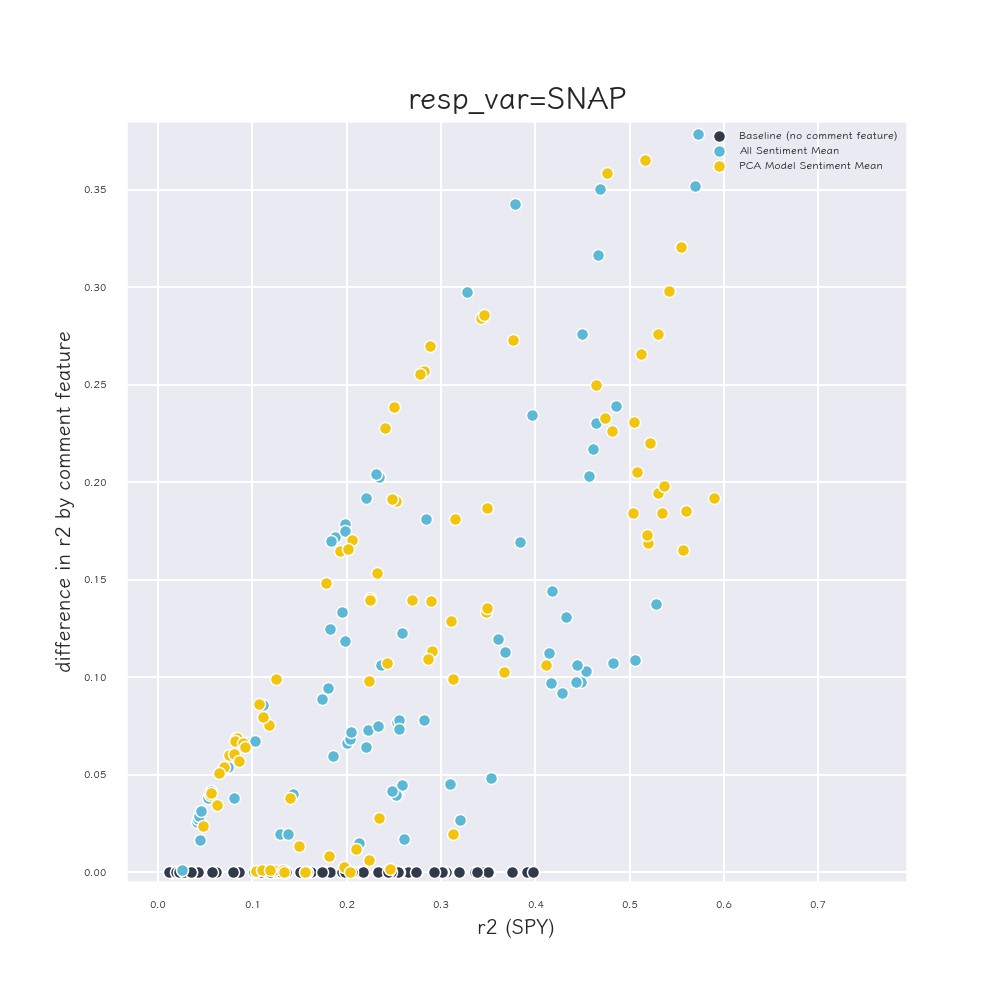 resp_var=SNAP
Baseline (no comment feature)
All Sentiment Mean
PCA Model Sentiment Mean
difference in r2 by comment feature
0.35
0.30
0.25
0.20
0.15
0.10
0.05
0.00
0.0 0.1 0.2 0.3 0.4 0.5 0.6 0.7
r2 (SPY)